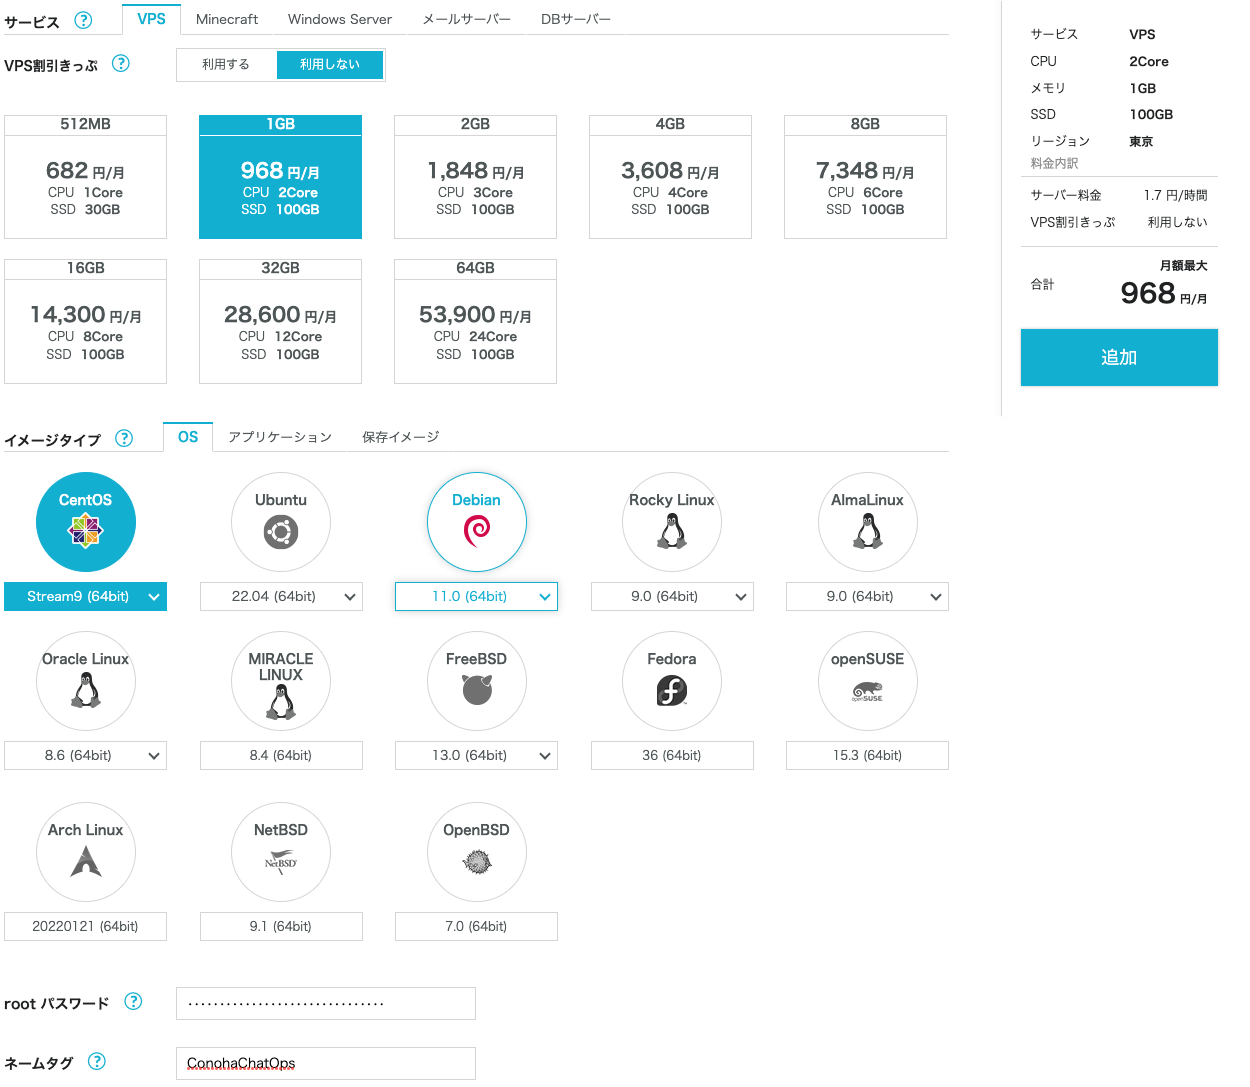 サービス ? VPS Minecraft Windows Server メールサーバー DBサーバー
VPS割引きっぷ ? 利用する 利用しない
512MB 1GB 2GB 4GB 8GB
682 円/月 968 円/月 1,848 円/月 3,608 円/月 7,348 円/月
CPU 1Core CPU 2Core CPU 3Core CPU 4Core CPU 6Core
SSD 30GB SSD 100GB SSD 100GB SSD 100GB SSD 100GB
16GB 32GB 64GB
14,300 円/月 28,600 円/月 53,900 円/月
CPU 8Core CPU 12Core CPU 24Core
SSD 100GB SSD 100GB SSD 100GB
サービス VPS
CPU 2Core
メモリ 1GB
SSD 100GB
リージョン 東京
料金内訳
サーバー料金 1.7 円/時間
VPS割引きっぷ 利用しない
月額最大
合計 968 円/月
追加
イメージタイプ ? OS アプリケーション 保存イメージ
CentOS Ubuntu Debian Rocky Linux AlmaLinux
Stream9 (64bit) 22.04 (64bit) 11.0 (64bit) 9.0 (64bit) 9.0 (64bit)
Oracle Linux MIRACLE LINUX FreeBSD Fedora openSUSE
openSUSE
8.6 (64bit) 8.4 (64bit) 13.0 (64bit) 36 (64bit) 15.3 (64bit)
Arch Linux NetBSD OpenBSD
NetBSD
20220121 (64bit) 9.1 (64bit) 7.0 (64bit)
root パスワード ?
ネームタグ ? ConohaChatOps